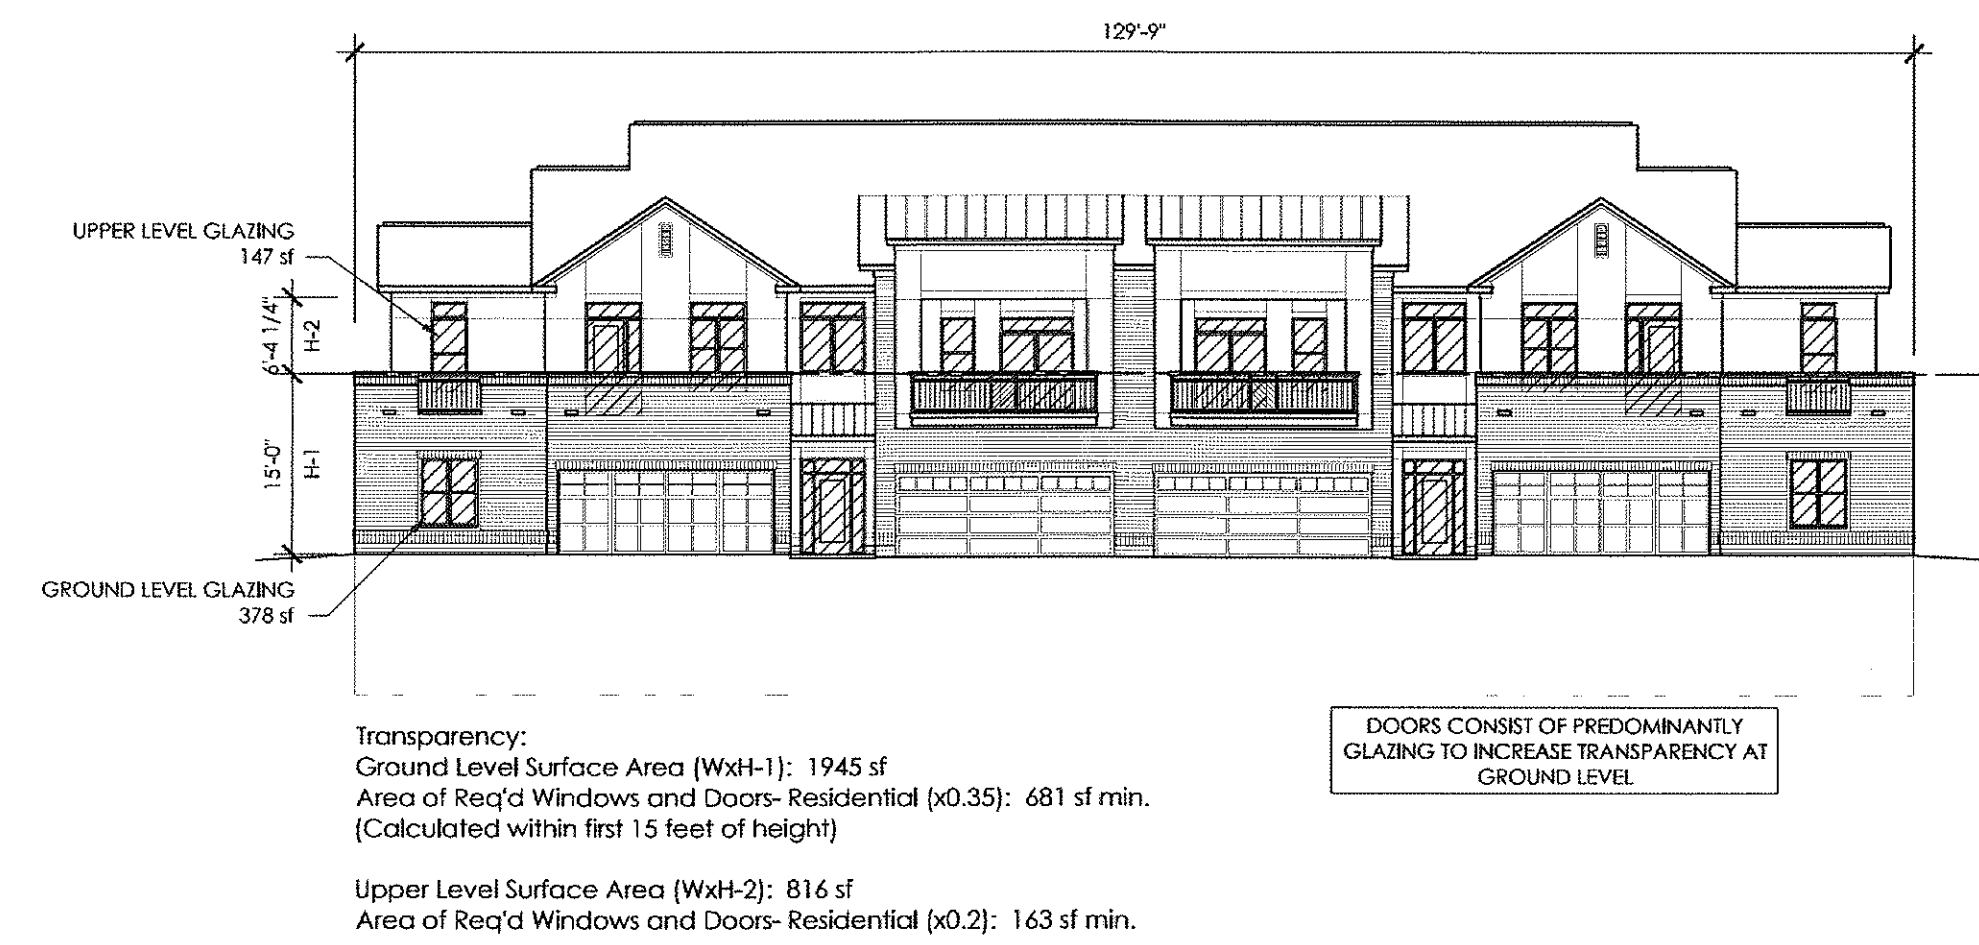 129'-9"
UPPER LEVEL GLAZING
147 sf
6'-4 1/4"
H-2
15'-0"
H-1
GROUND LEVEL GLAZING
378 sf
Transparency:
Ground Level Surface Area (WxH-1): 1945 sf
Area of Req'd Windows and Doors- Residential (x0.35): 681 sf min.
(Calculated within first 15 feet of height)
Upper Level Surface Area (WxH-2): 816 sf
Area of Req'd Windows and Doors- Residential (x0.2): 163 sf min.
DOORS CONSIST OF PREDOMINANTLY
GLAZING TO INCREASE TRANSPARENCY AT
GROUND LEVEL